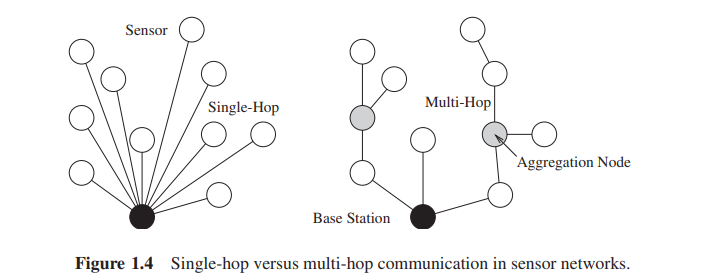 Sensor
Single-Hop
Multi-Hop
Aggregation Node
Base Station
Figure 1.4 Single-hop versus multi-hop communication in sensor networks.